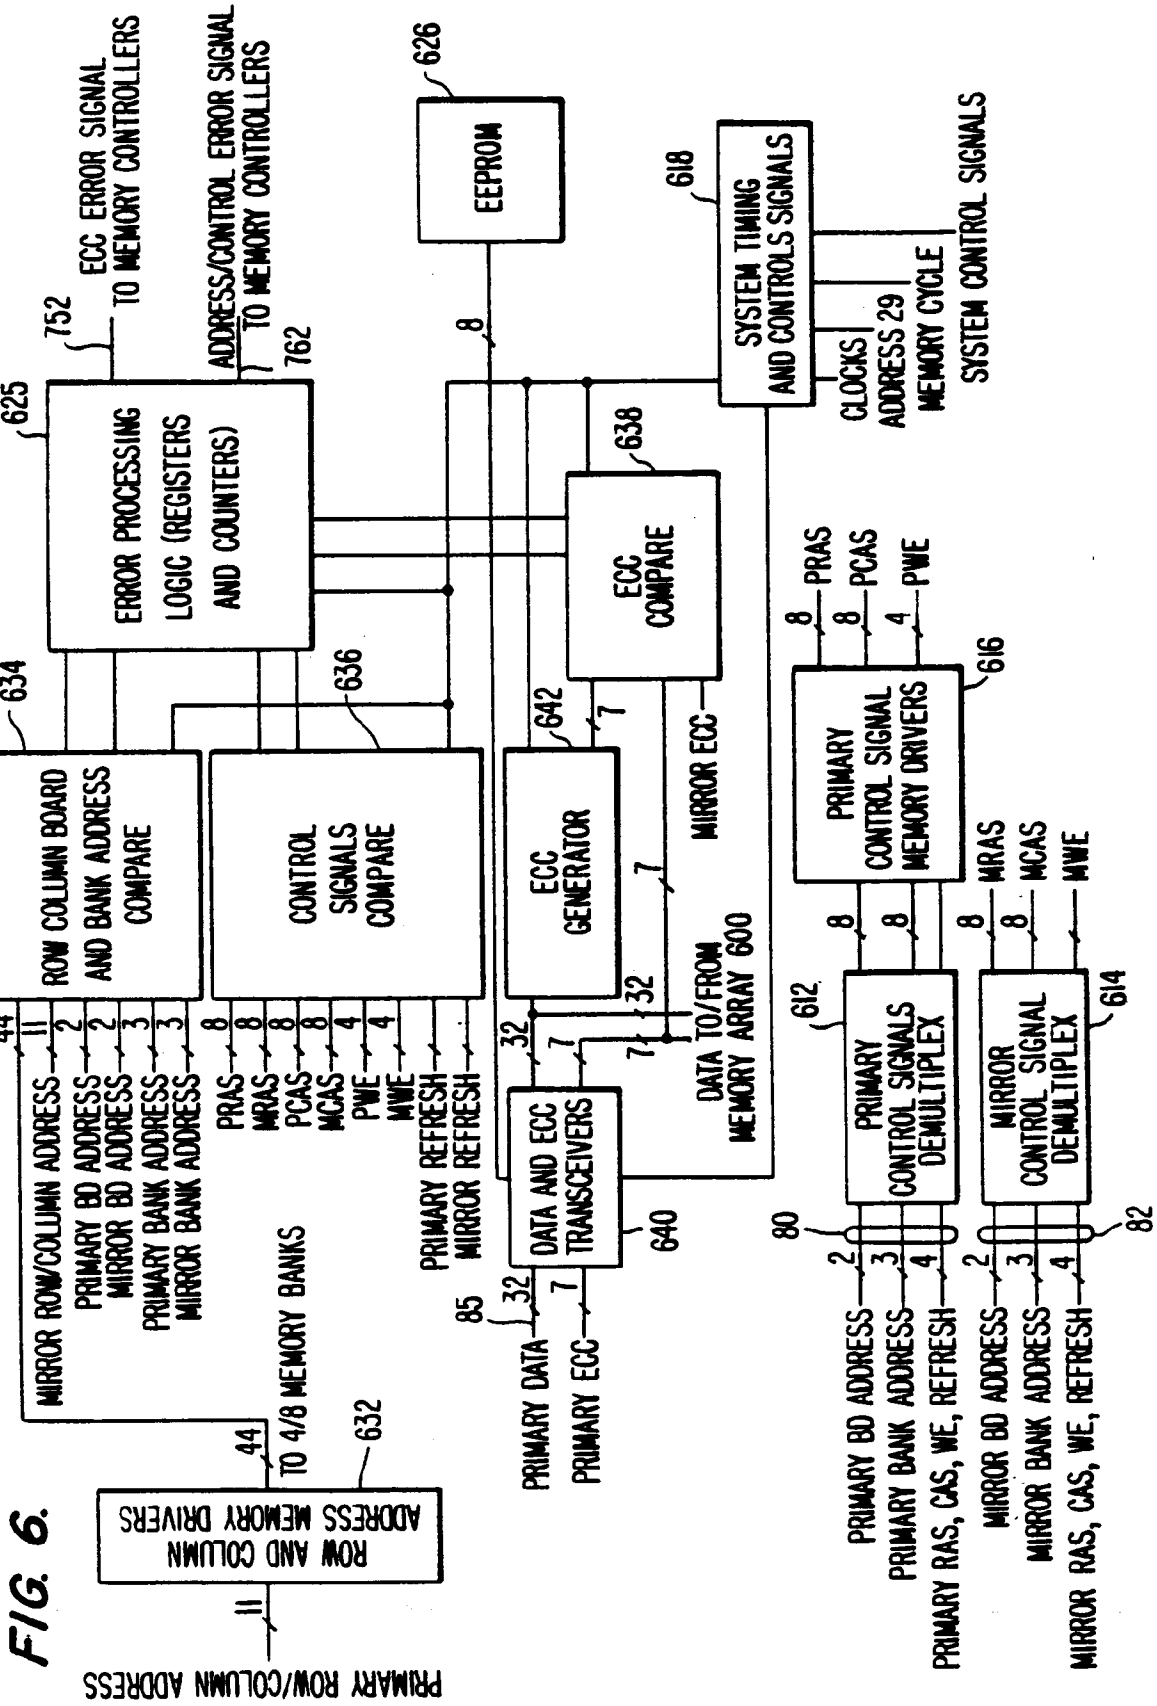 FIG. 6.
PRIMARY ROW/COLUMN ADDRESS
11
ROW AND COLUMN
ADDRESS MEMORY DRIVERS
632
44
TO 4/8 MEMORY BANKS
44
MIRROR ROW/COLUMN ADDRESS
11
PRIMARY BD ADDRESS
2
MIRROR BD ADDRESS
2
PRIMARY BANK ADDRESS
3
MIRROR BANK ADDRESS
3
ROW COLUMN BOARD
AND BANK ADDRESS
COMPARE
634
PRAS
8
MRAS
8
PCAS
8
MCAS
8
PWE
4
MWE
4
PRIMARY REFRESH
MIRROR REFRESH
CONTROL
SIGNALS
COMPARE
636
ERROR PROCESSING
LOGIC (REGISTERS
AND COUNTERS)
625
752
ECC ERROR SIGNAL
TO MEMORY CONTROLLERS
ADDRESS/CONTROL ERROR SIGNAL
TO MEMORY CONTROLLERS
762
EEPROM
626
8
PRIMARY DATA
85
32
PRIMARY ECC
7
DATA AND ECC
TRANSCEIVERS
640
32
7
32
7
DATA TO/FROM
MEMORY ARRAY 600
ECC
GENERATOR
642
7
7
MIRROR ECC
ECC
COMPARE
638
SYSTEM TIMING
AND CONTROLS SIGNALS
618
CLOCKS
ADDRESS 29
MEMORY CYCLE
SYSTEM CONTROL SIGNALS
PRIMARY BD ADDRESS
2
PRIMARY BANK ADDRESS
3
PRIMARY RAS, CAS, WE, REFRESH
4
80
PRIMARY
CONTROL SIGNALS
DEMULTIPLEX
612
8
8
PRIMARY
CONTROL SIGNAL
MEMORY DRIVERS
616
8
PRAS
8
PCAS
4
PWE
MIRROR BD ADDRESS
2
MIRROR BANK ADDRESS
3
MIRROR RAS, CAS, WE, REFRESH
4
82
MIRROR
CONTROL SIGNAL
DEMULTIPLEX
614
8
MRAS
8
MCAS
MWE